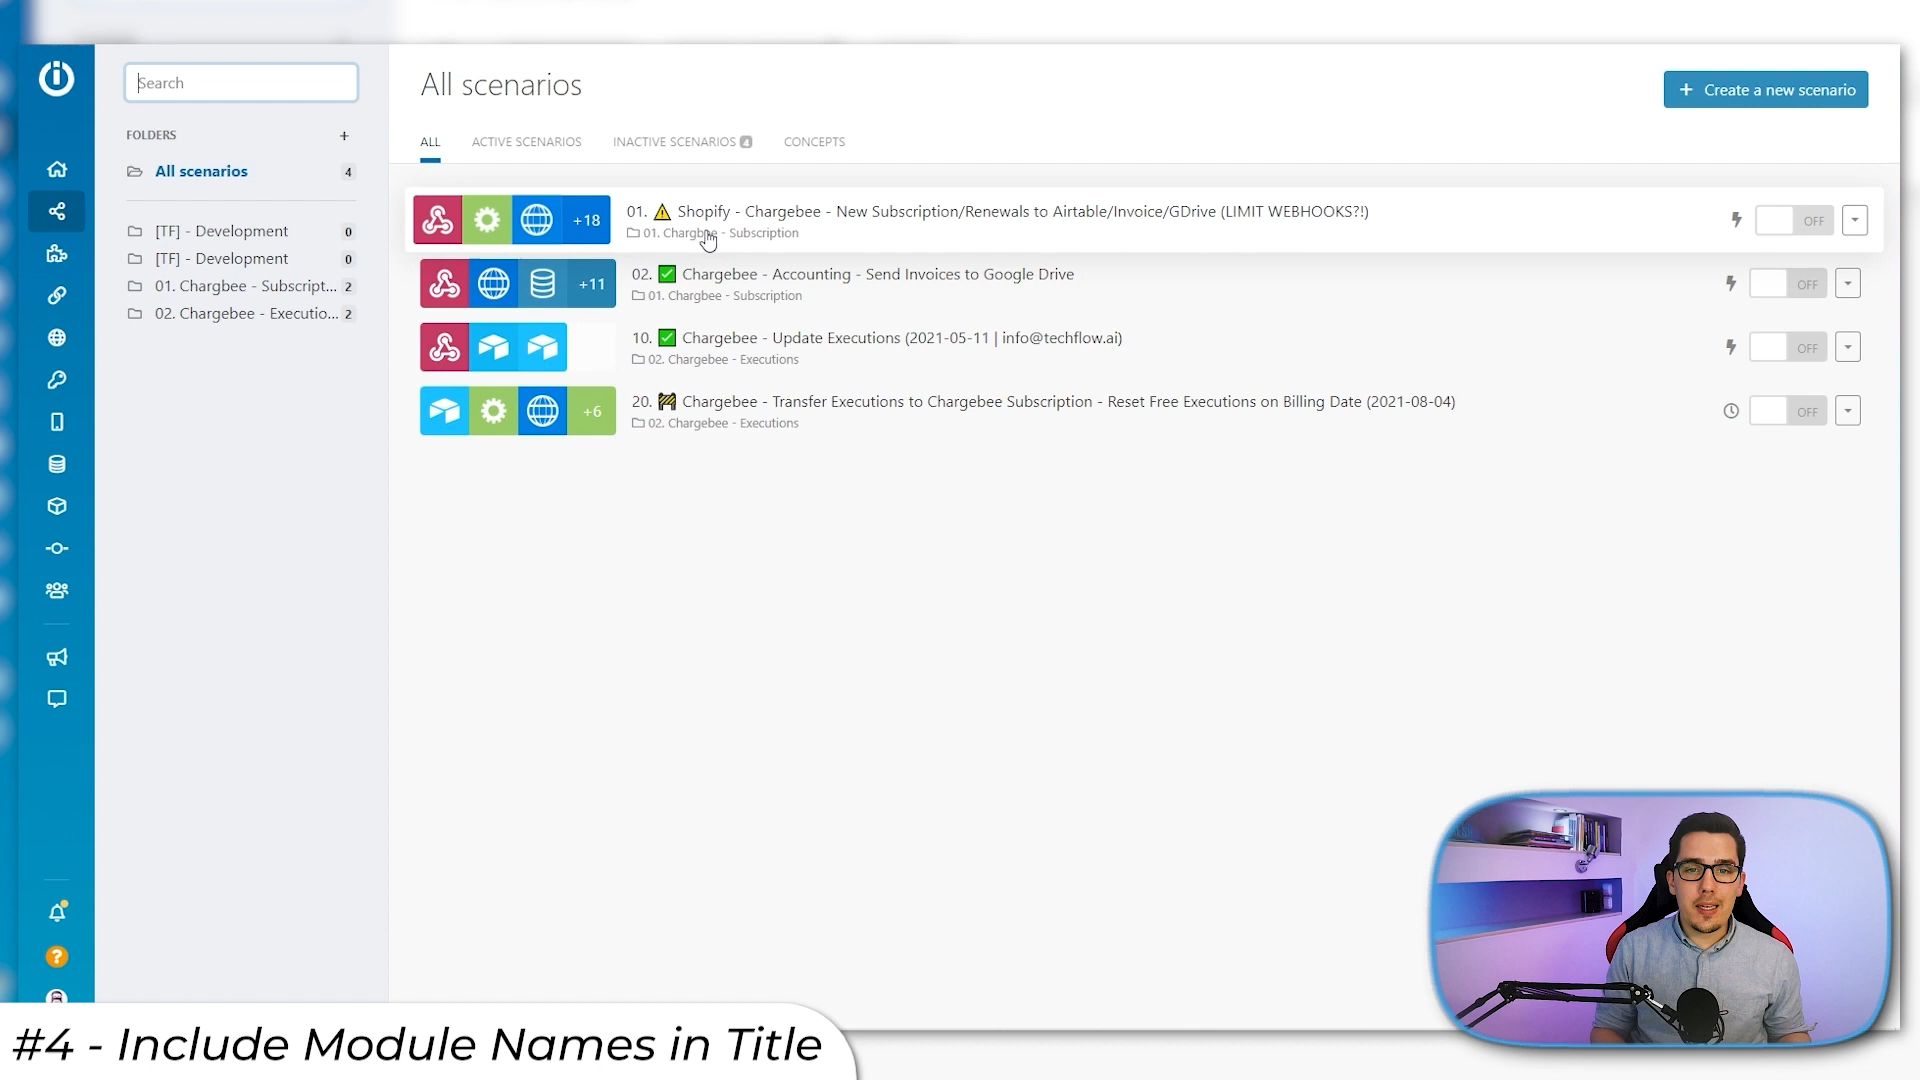 Search
All scenarios
+ Create a new scenario
FOLDERS +
ALL ACTIVE SCENARIOS INACTIVE SCENARIOS 4 CONCEPTS
All scenarios 4
[TF] - Development 0
[TF] - Development 0
01. Chargbee - Subscript... 2
02. Chargebee - Executio... 2
+18 01. ⚠ Shopify - Chargebee - New Subscription/Renewals to Airtable/Invoice/GDrive (LIMIT WEBHOOKS?!) OFF
01. Chargbee - Subscription
+11 02. ✅ Chargebee - Accounting - Send Invoices to Google Drive OFF
01. Chargbee - Subscription
10. ✅ Chargebee - Update Executions (2021-05-11 | info@techflow.ai) OFF
02. Chargebee - Executions
+6 20. 🚧 Chargebee - Transfer Executions to Chargebee Subscription - Reset Free Executions on Billing Date (2021-08-04) OFF
02. Chargebee - Executions
?
#4 - Include Module Names in Title